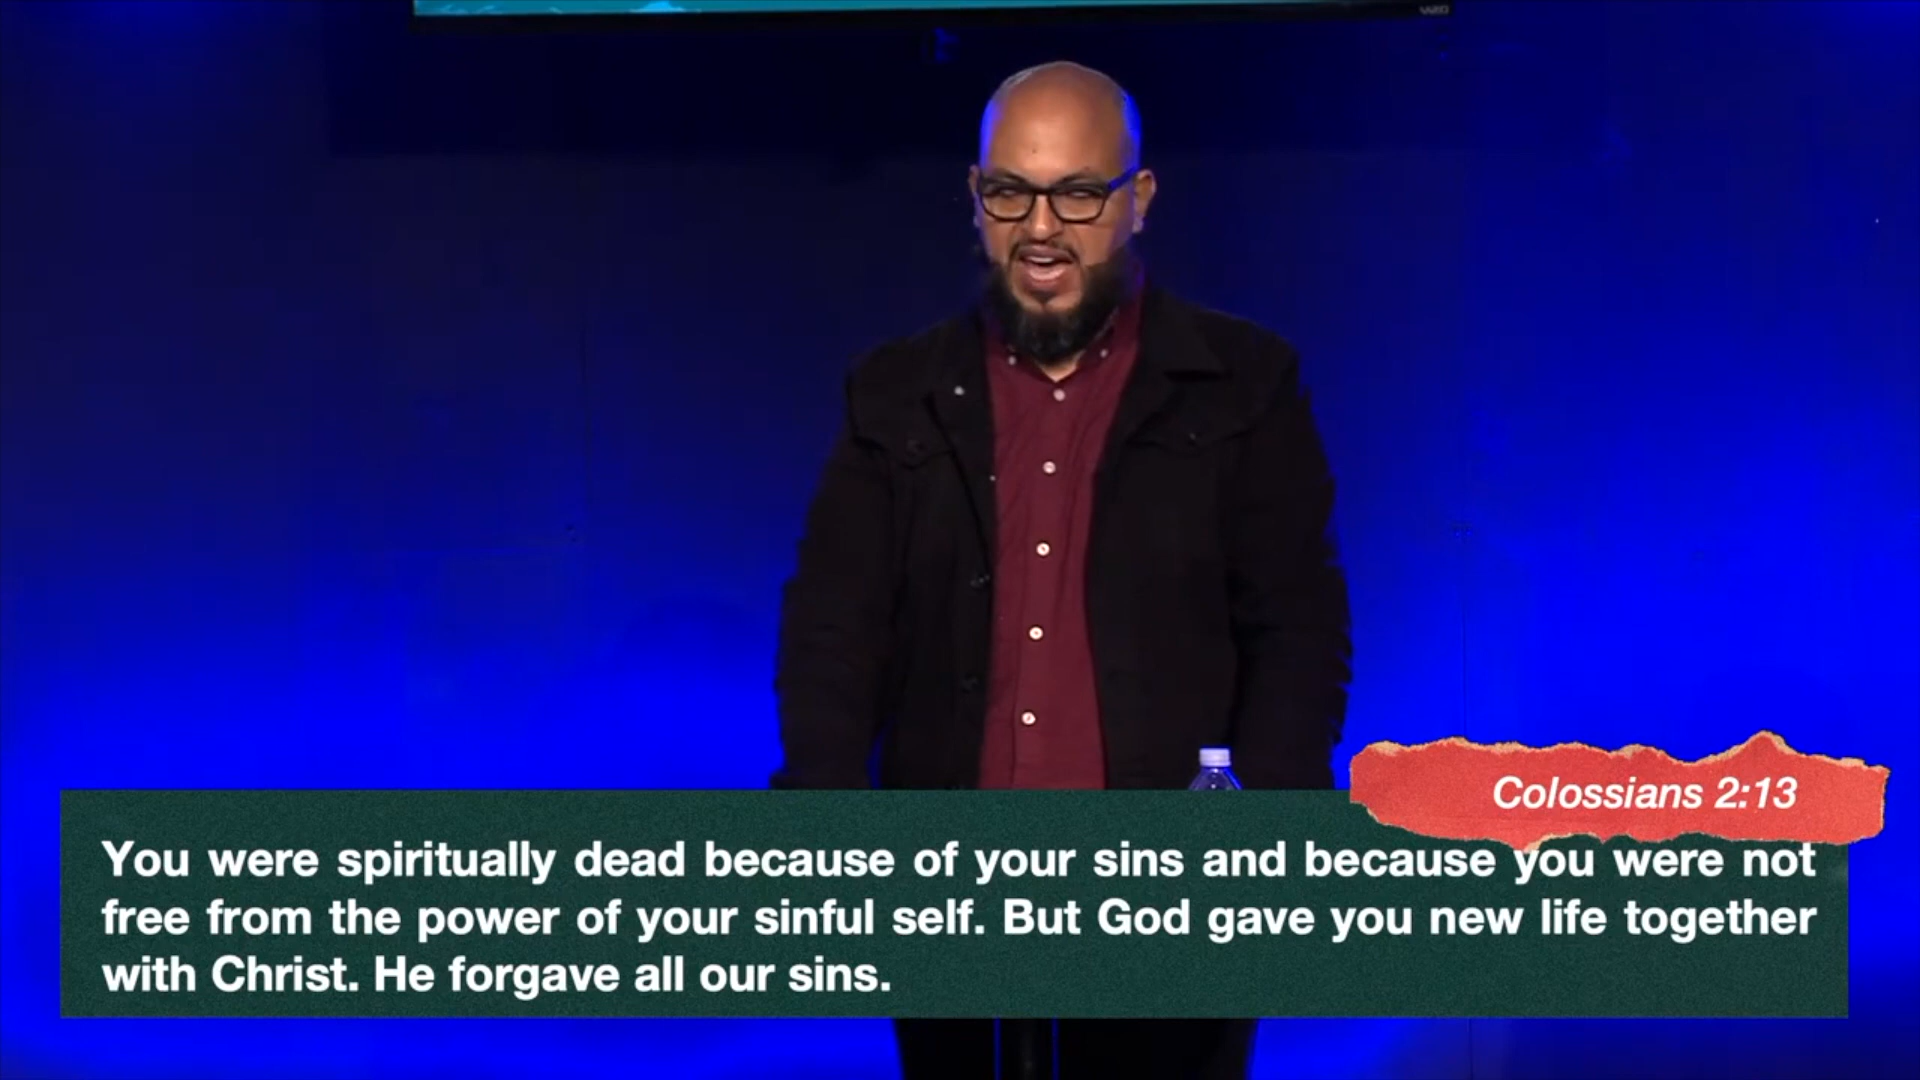 VIZIO
Colossians 2:13
You were spiritually dead because of your sins and because you were not
free from the power of your sinful self. But God gave you new life together
with Christ. He forgave all our sins.